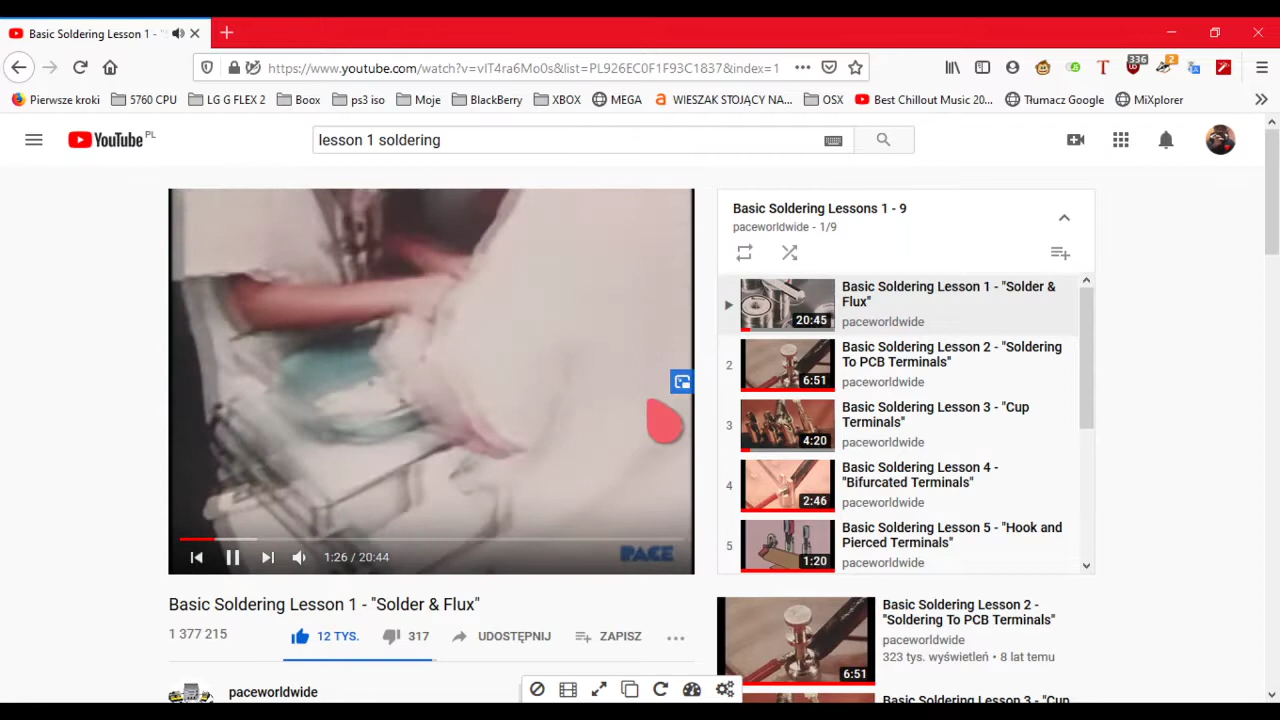 Basic Soldering Lesson 1 - "S
https://www.youtube.com/watch?v=vIT4ra6Mo0s&list=PL926EC0F1F93C1837&index=1
336
2
Pierwsze kroki 5760 CPU LG G FLEX 2 Boox ps3 iso Moje BlackBerry XBOX MEGA WIESZAK STOJĄCY NA... OSX Best Chillout Music 20... Tłumacz Google MiXplorer
YouTube PL
lesson 1 soldering
Basic Soldering Lessons 1 - 9
paceworldwide - 1/9
Basic Soldering Lesson 1 - "Solder &
Flux"
20:45
paceworldwide
2
Basic Soldering Lesson 2 - "Soldering
To PCB Terminals"
6:51
paceworldwide
3
Basic Soldering Lesson 3 - "Cup
Terminals"
4:20
paceworldwide
4
Basic Soldering Lesson 4 -
"Bifurcated Terminals"
2:46
paceworldwide
5
Basic Soldering Lesson 5 - "Hook and
Pierced Terminals"
1:20
paceworldwide
1:26 / 20:44
PACE
Basic Soldering Lesson 1 - "Solder & Flux"
1 377 215
12 TYS. 317 UDOSTĘPNIJ ZAPISZ
paceworldwide
Basic Soldering Lesson 2 -
"Soldering To PCB Terminals"
paceworldwide
323 tys. wyświetleń • 8 lat temu
6:51
Basic Soldering Lesson 3 - "Cup